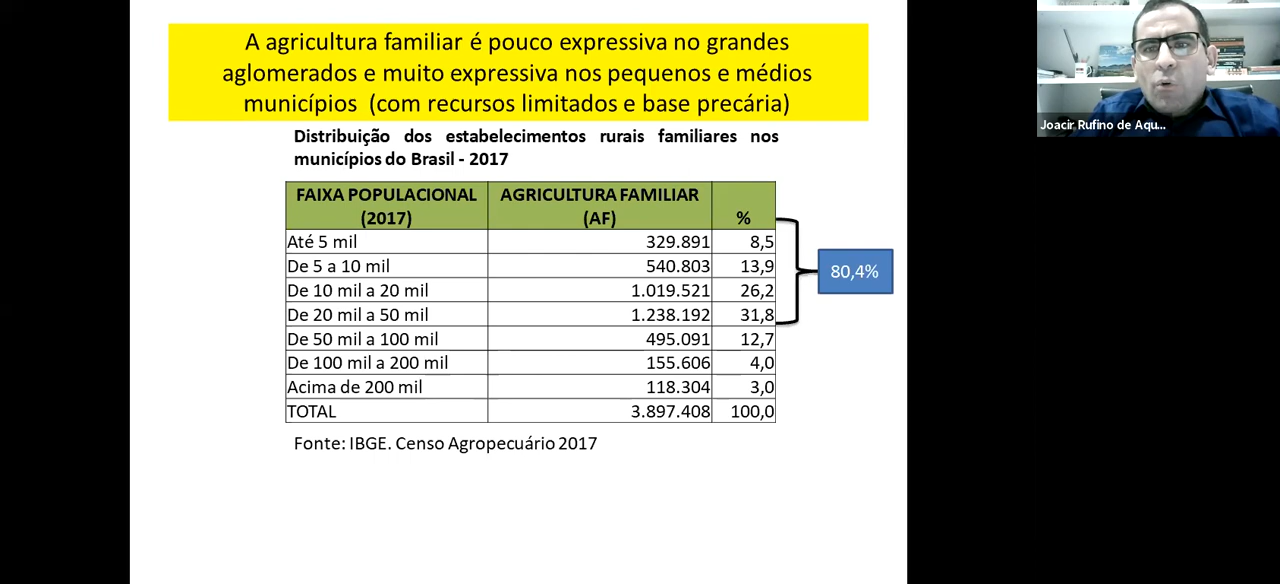 A agricultura familiar é pouco expressiva no grandes
aglomerados e muito expressiva nos pequenos e médios
municípios (com recursos limitados e base precária)
Distribuição dos estabelecimentos rurais familiares nos
municípios do Brasil - 2017
FAIXA POPULACIONAL (2017) AGRICULTURA FAMILIAR (AF) %
Até 5 mil 329.891 8,5
De 5 a 10 mil 540.803 13,9
De 10 mil a 20 mil 1.019.521 26,2
De 20 mil a 50 mil 1.238.192 31,8
De 50 mil a 100 mil 495.091 12,7
De 100 mil a 200 mil 155.606 4,0
Acima de 200 mil 118.304 3,0
TOTAL 3.897.408 100,0
80,4%
Fonte: IBGE. Censo Agropecuário 2017
Joacir Rufino de Aqu...